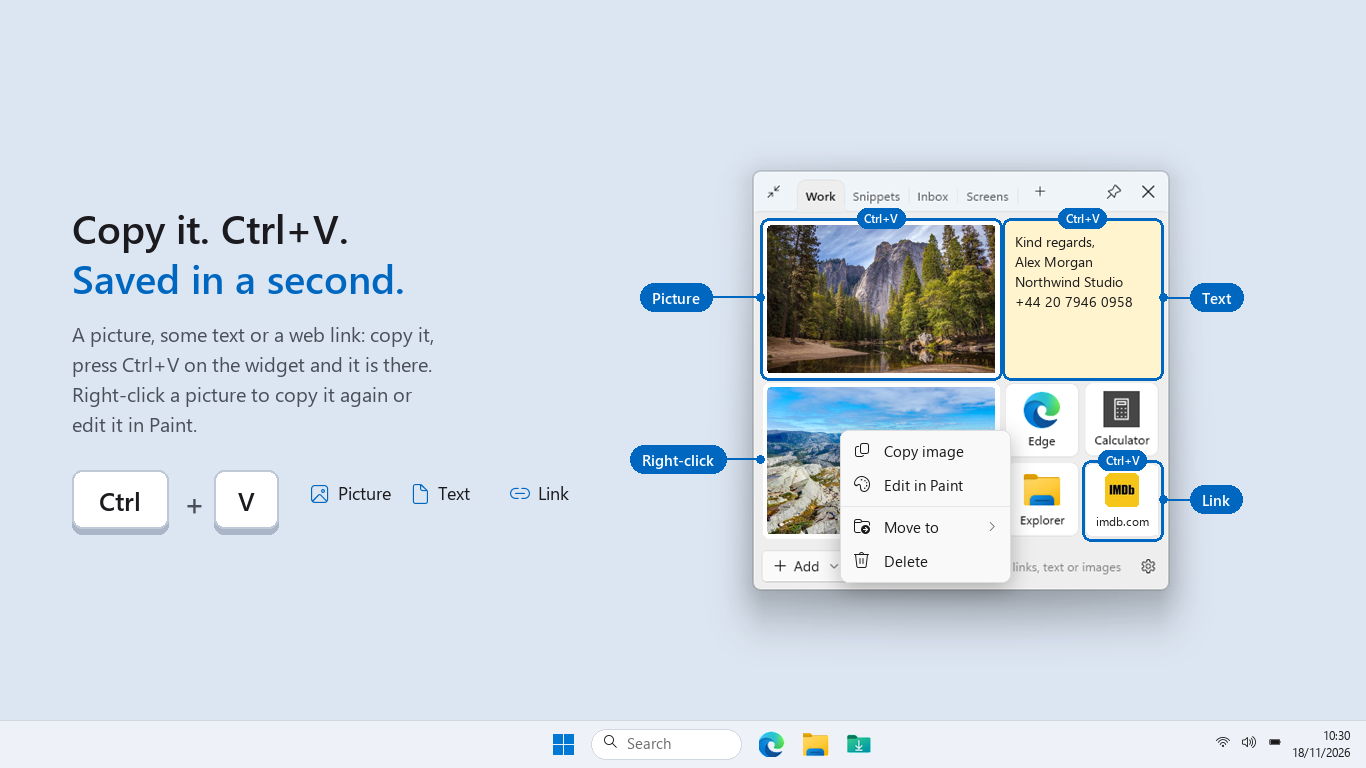 Copy it. Ctrl+V.
Saved in a second.
A picture, some text or a web link: copy it,
press Ctrl+V on the widget and it is there.
Right-click a picture to copy it again or
edit it in Paint.
Ctrl + V
Picture
Text
Link
Work
Snippets
Inbox
Screens
Ctrl+V
Ctrl+V
Picture
Kind regards,
Alex Morgan
Northwind Studio
+44 20 7946 0958
Text
Right-click
Edge
Calculator
Copy image
Edit in Paint
Move to
Delete
Explorer
Ctrl+V
IMDb
imdb.com
Link
Add
links, text or images
Search
10:30
18/11/2026